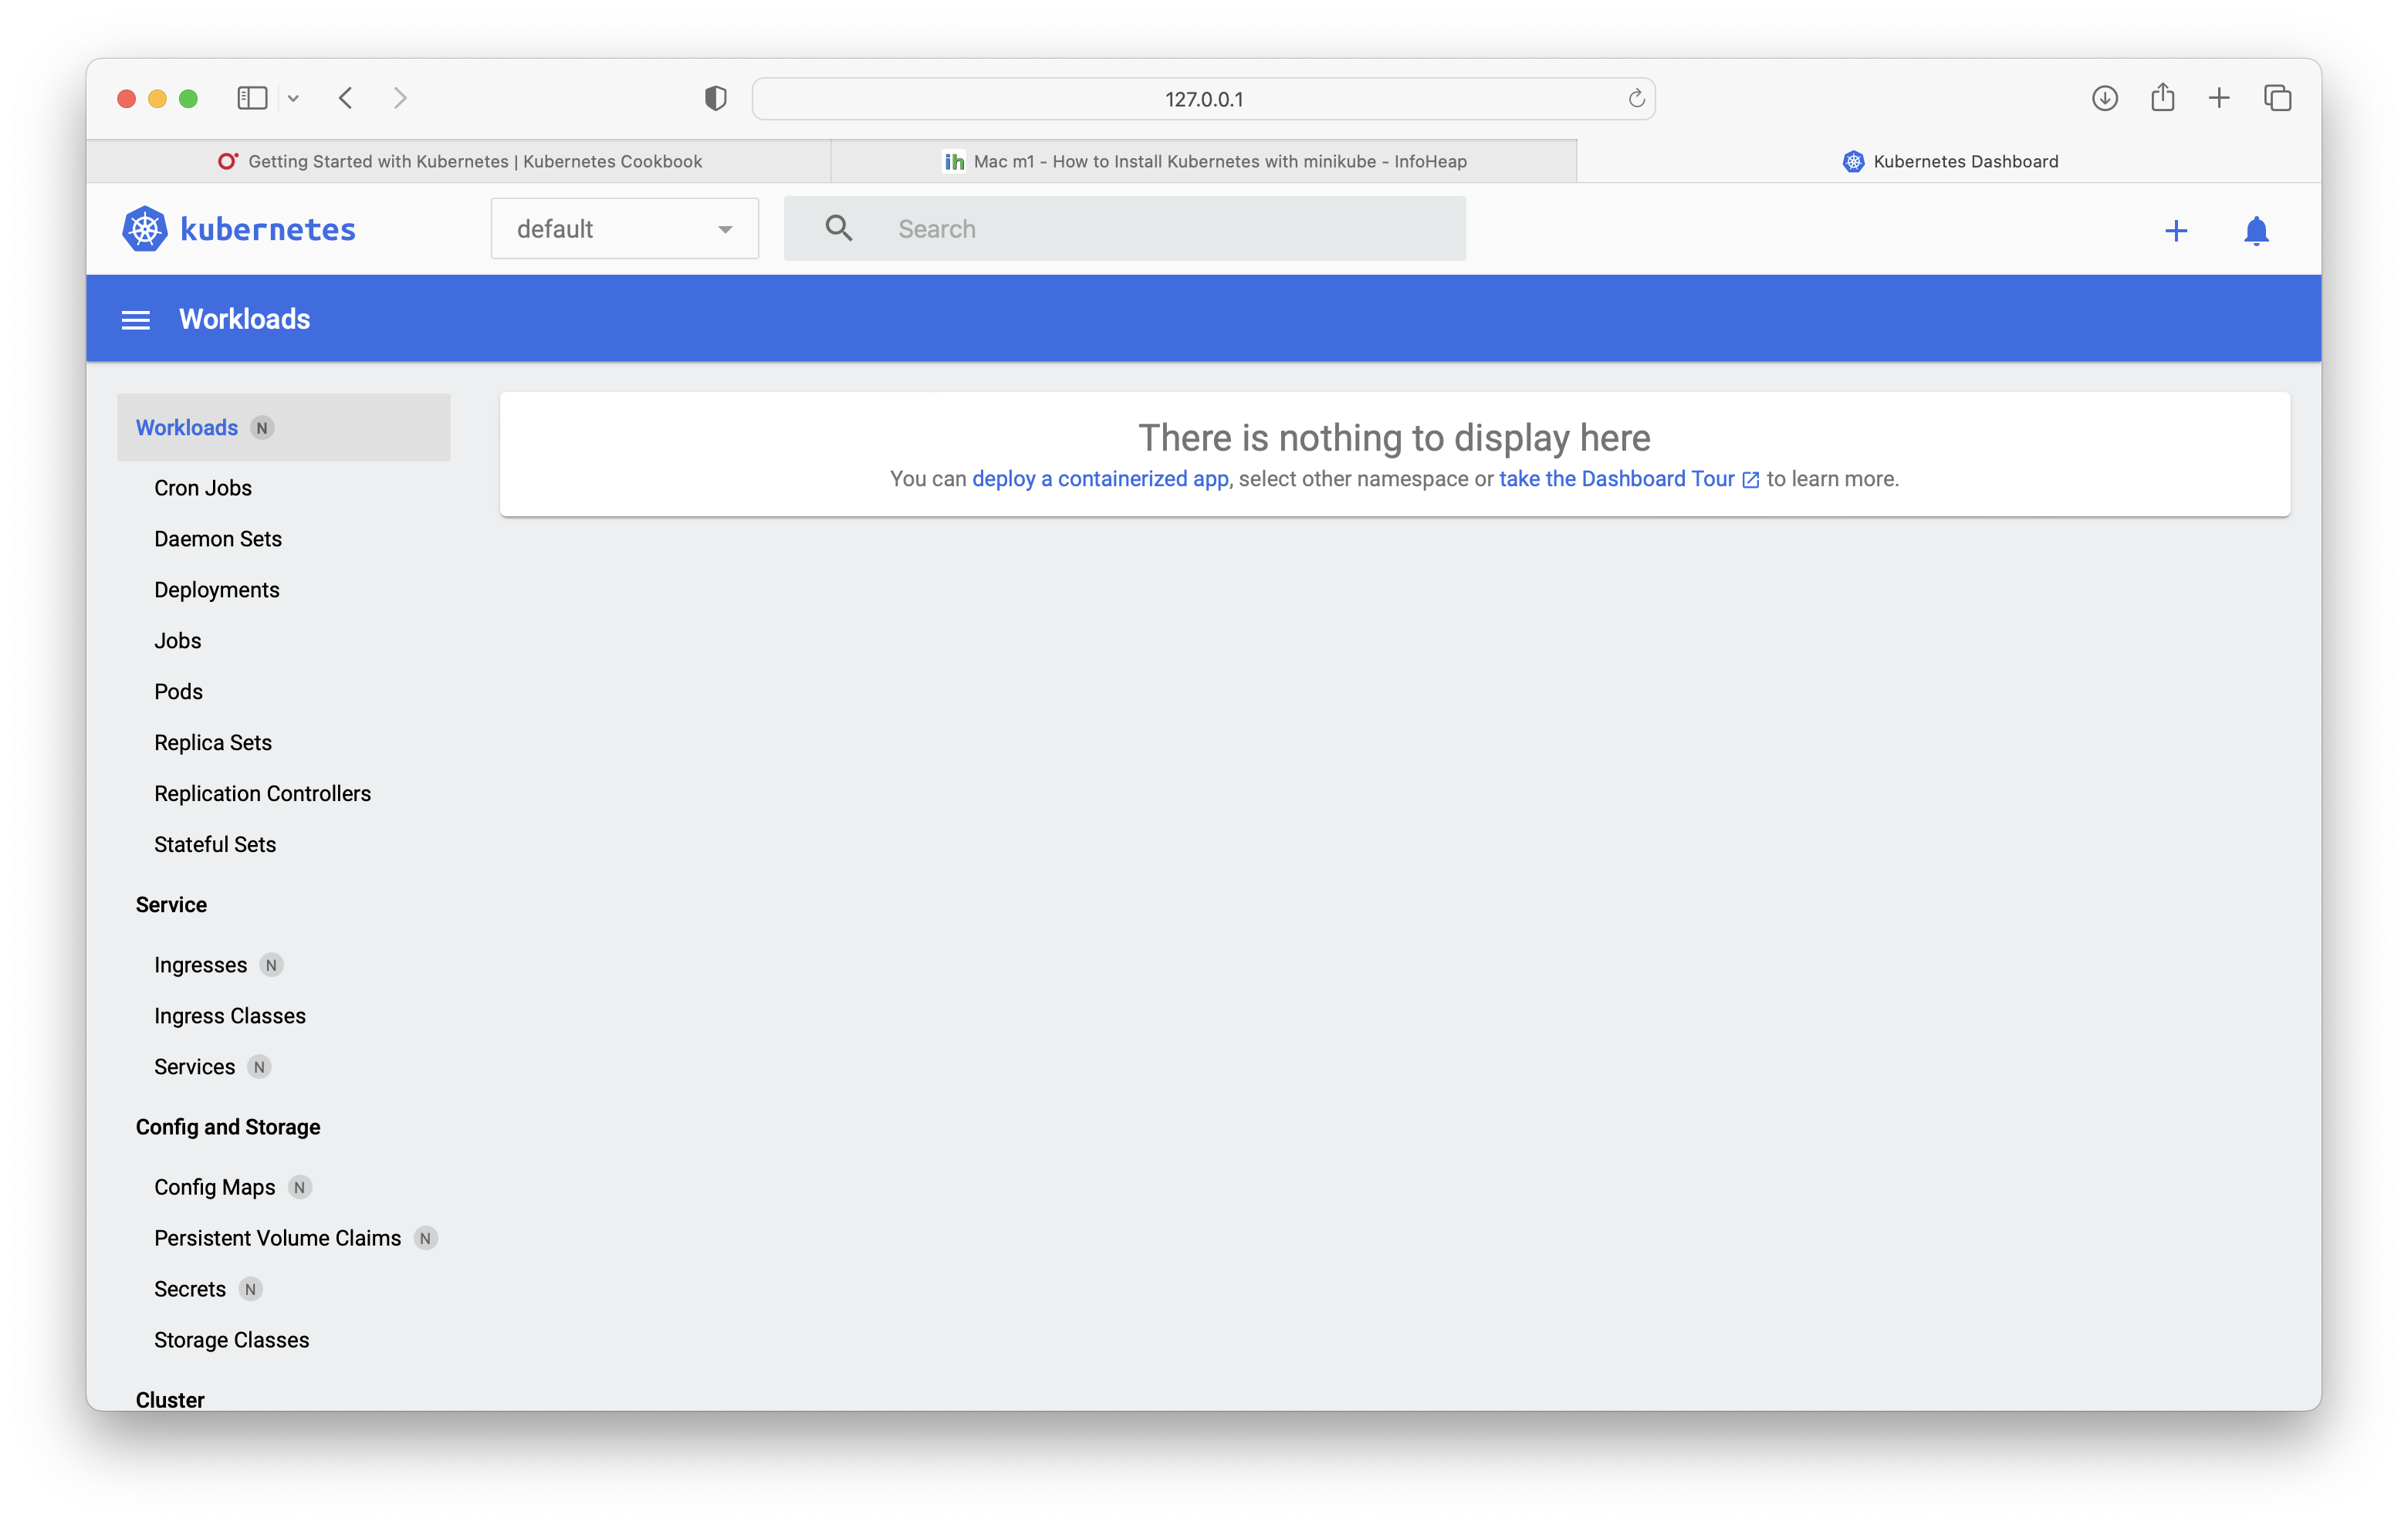 127.0.0.1
Getting Started with Kubernetes | Kubernetes Cookbook
ih Mac m1 - How to Install Kubernetes with minikube - InfoHeap
Kubernetes Dashboard
kubernetes
default
Search
Workloads
Workloads N
Cron Jobs
Daemon Sets
Deployments
Jobs
Pods
Replica Sets
Replication Controllers
Stateful Sets
Service
Ingresses N
Ingress Classes
Services N
Config and Storage
Config Maps N
Persistent Volume Claims N
Secrets N
Storage Classes
Cluster
There is nothing to display here
You can deploy a containerized app, select other namespace or take the Dashboard Tour to learn more.